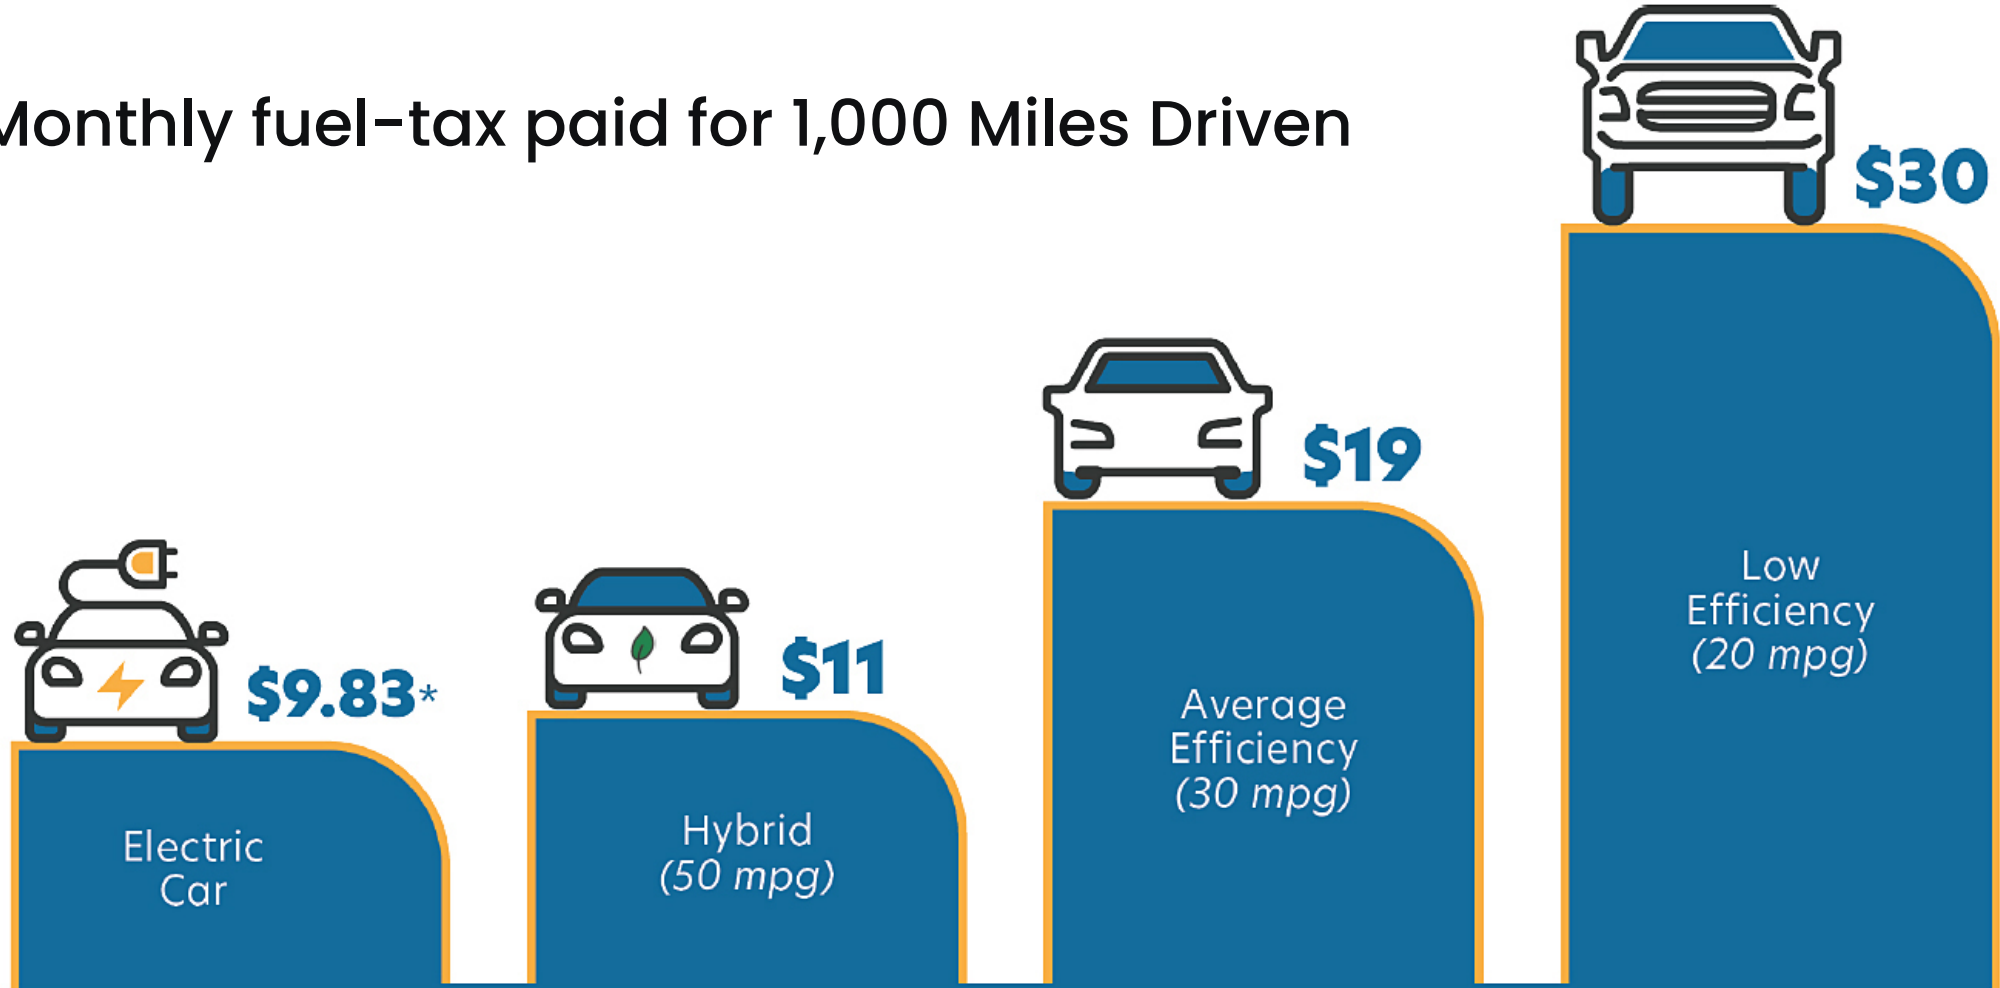 Monthly fuel-tax paid for 1,000 Miles Driven
$30
$19
$11
$9.83*
Low
Efficiency
(20 mpg)
Average
Efficiency
(30 mpg)
Hybrid
(50 mpg)
Electric
Car